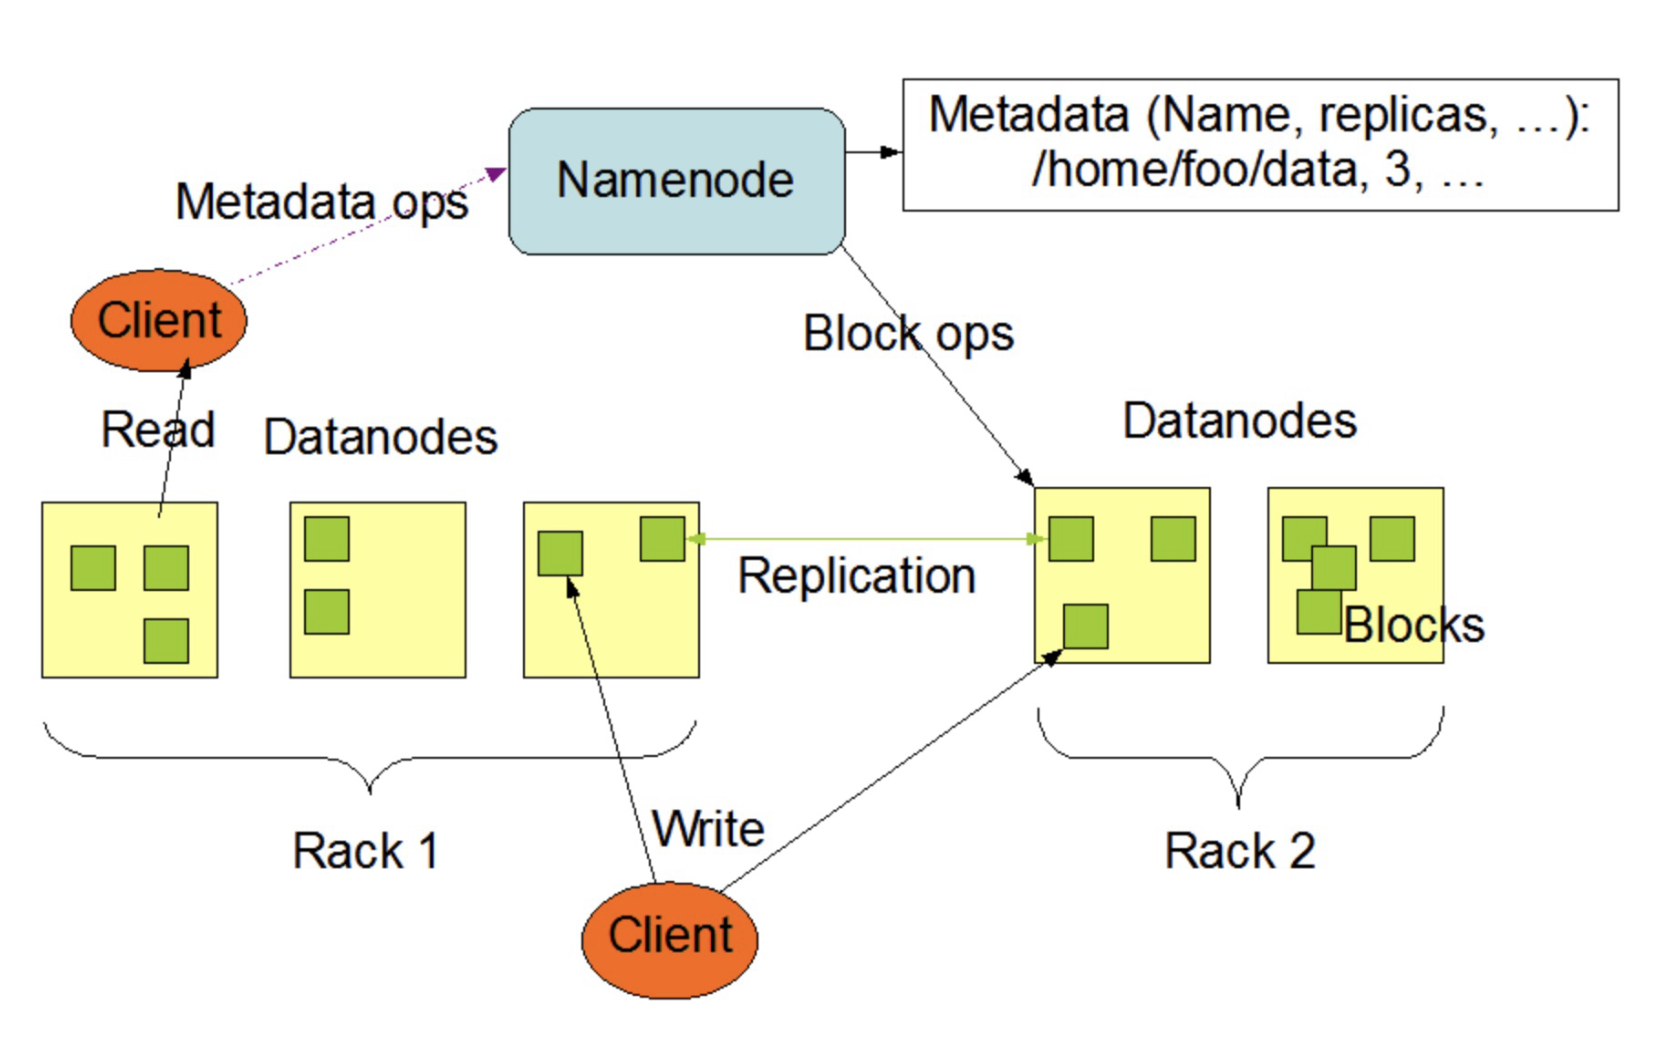 Metadata (Name, replicas, …):
/home/foo/data, 3, …
Namenode
Metadata ops
Client
Block ops
Read
Datanodes
Datanodes
Replication
Blocks
Rack 1
Write
Rack 2
Client